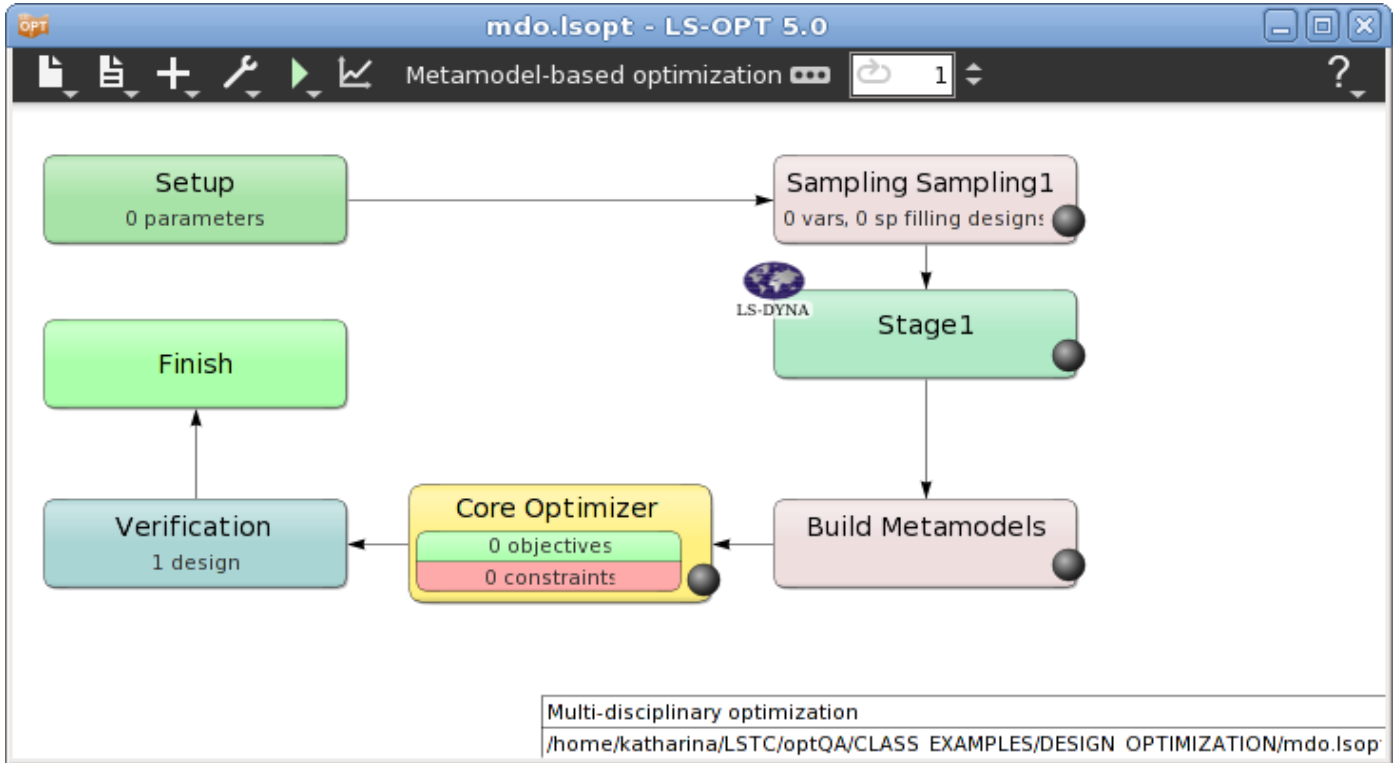 OPT
mdo.lsopt - LS-OPT 5.0
Metamodel-based optimization 1 ?
Setup
0 parameters
Sampling Sampling1
0 vars, 0 sp filling designs
LS-DYNA
Stage1
Finish
Verification
1 design
Core Optimizer
0 objectives
0 constraints
Build Metamodels
Multi-disciplinary optimization
/home/katharina/LSTC/optQA/CLASS_EXAMPLES/DESIGN_OPTIMIZATION/mdo.lsop